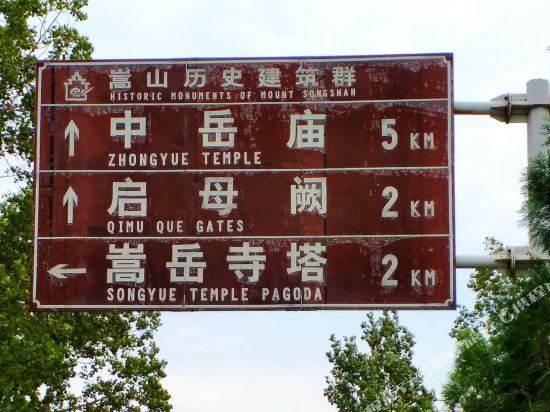 嵩山历史建筑群
HISTORIC MONUMENTS OF MOUNT SONGSHAN
↑ 中岳庙 5 KM
ZHONGYUE TEMPLE
↑ 启母阙 2 KM
QIMU QUE GATES
← 嵩岳寺塔 2 KM
SONGYUE TEMPLE PAGODA